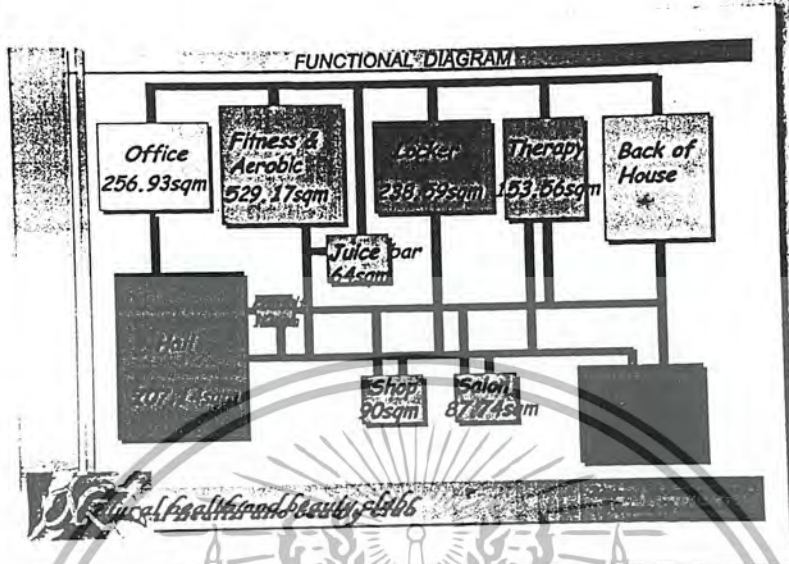 FUNCTIONAL DIAGRAM
Office
256.93sqm
Fitness &
Aerobic
529.17sqm
Locker
238.69sqm
Therapy
153.56sqm
Back of
House
Juice bar
64sqm
Hall
Shop
90sqm
Salon
87.74sqm